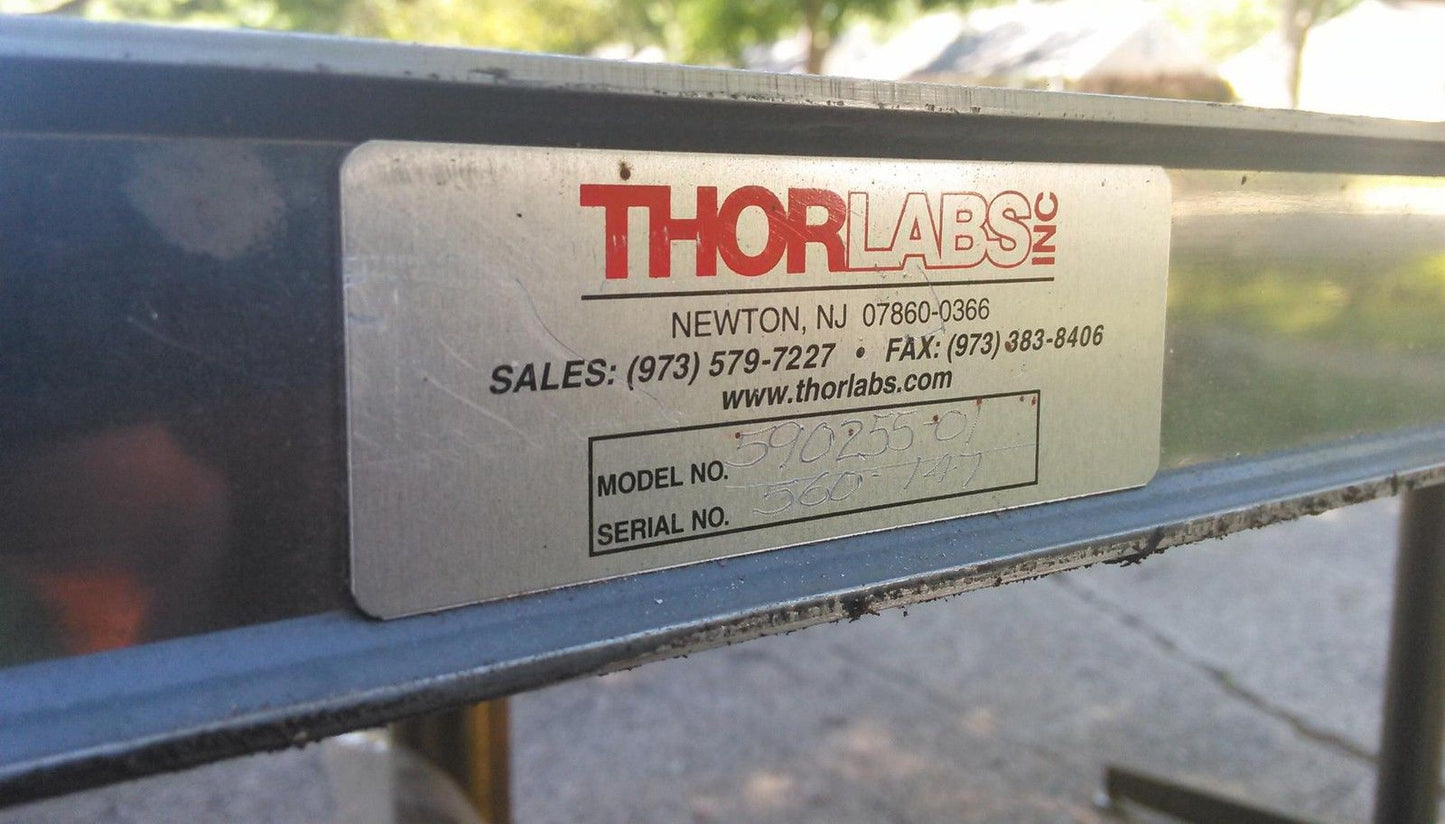 THORLABS INC
NEWTON, NJ 07860-0366
SALES: (973) 579-7227 • FAX: (973) 383-8406
www.thorlabs.com
MODEL NO. 590255-01
SERIAL NO. 560-147